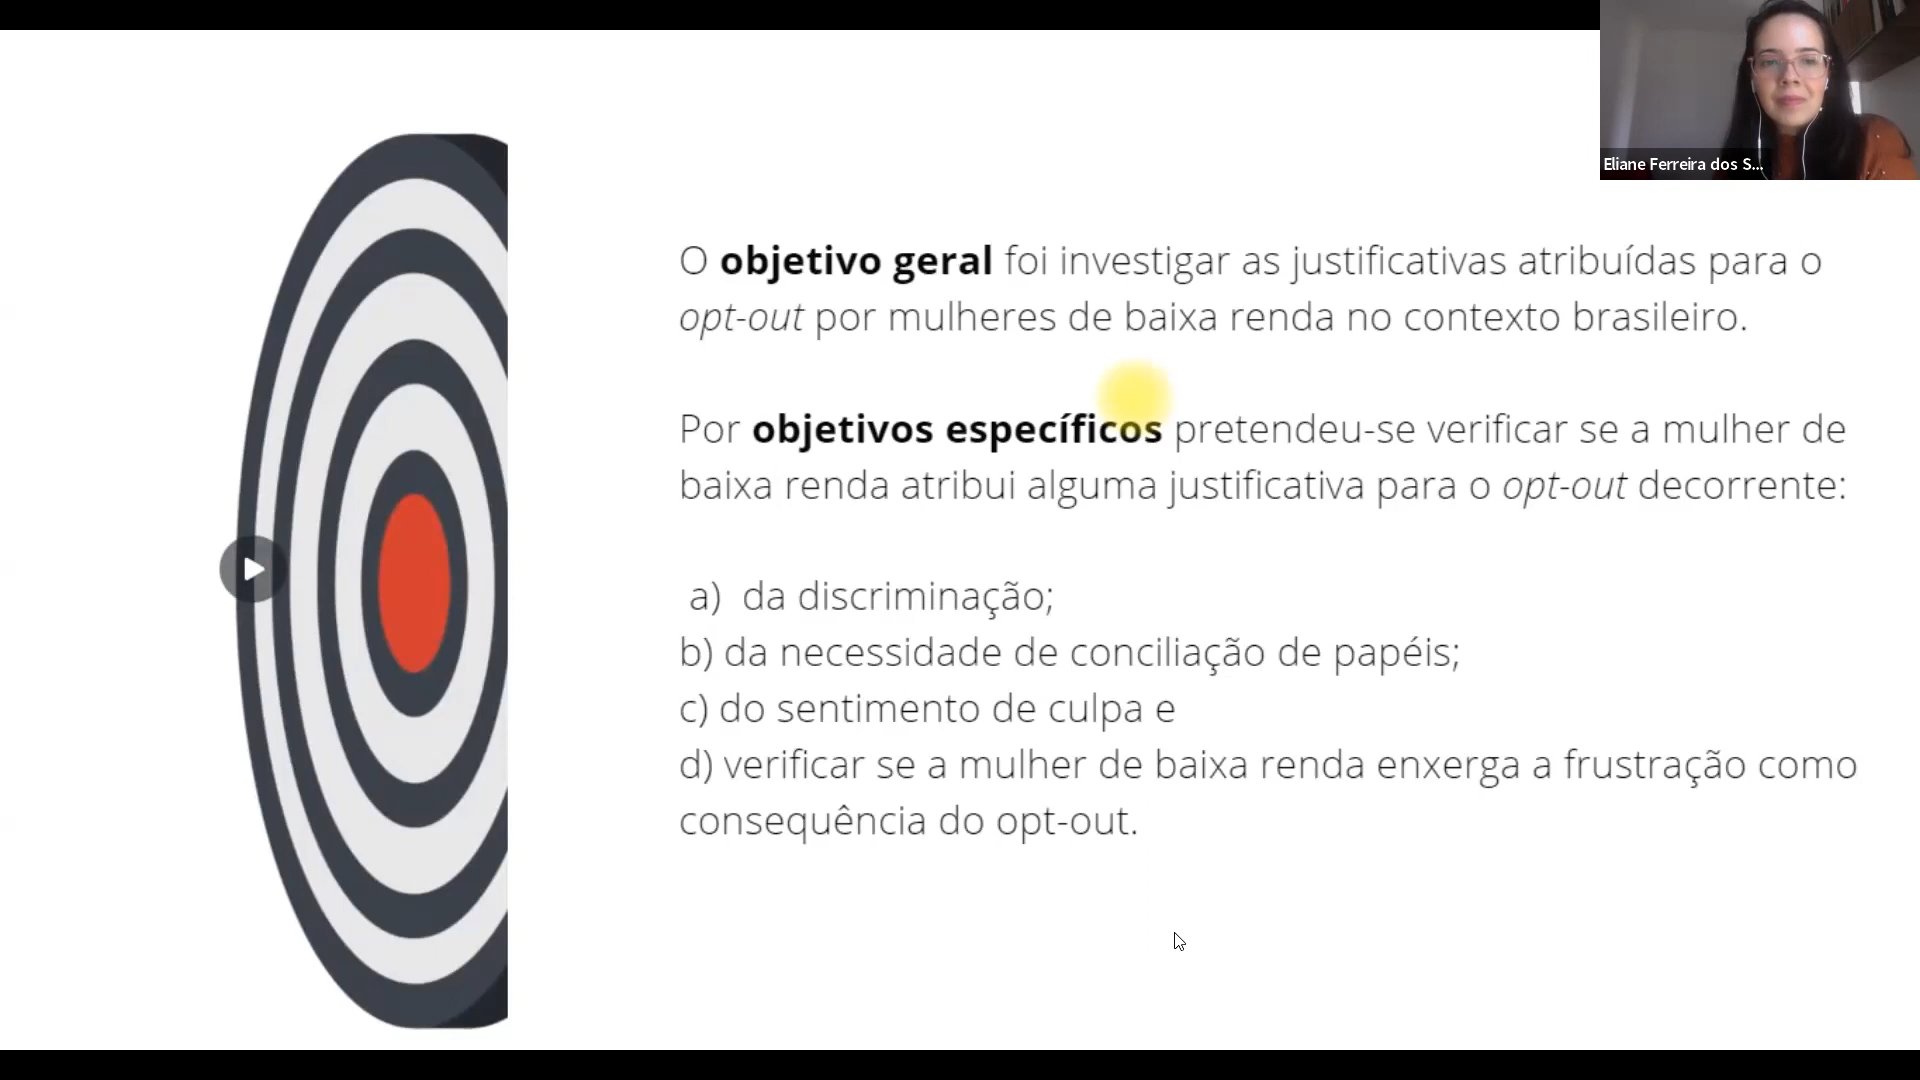 Eliane Ferreira dos S...
O objetivo geral foi investigar as justificativas atribuídas para o
opt-out por mulheres de baixa renda no contexto brasileiro.
Por objetivos específicos pretendeu-se verificar se a mulher de
baixa renda atribui alguma justificativa para o opt-out decorrente:
a) da discriminação;
b) da necessidade de conciliação de papéis;
c) do sentimento de culpa e
d) verificar se a mulher de baixa renda enxerga a frustração como
consequência do opt-out.